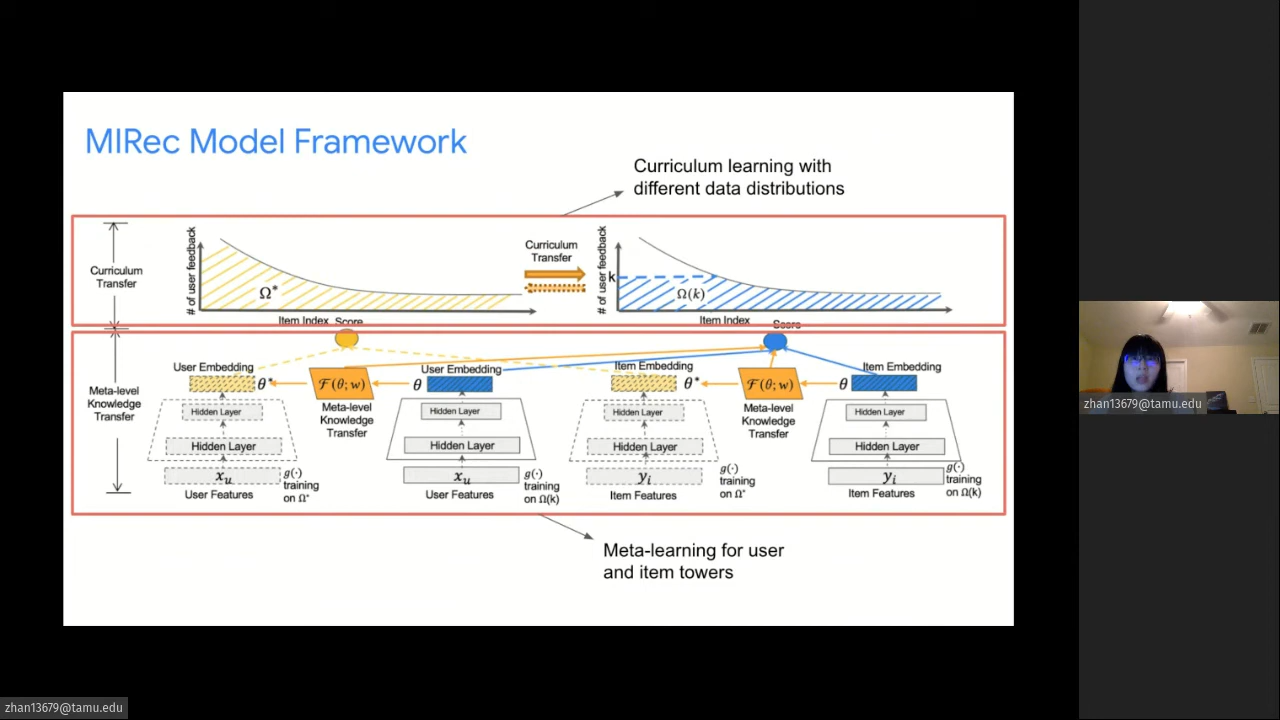 MIRec Model Framework
Curriculum learning with
different data distributions
Curriculum
Transfer
# of user feedback
Ω*
Item Index
Curriculum
Transfer
# of user feedback
k
Ω(k)
Item Index
Score
Score
Meta-level
Knowledge
Transfer
User Embedding
θ*
F(θ; w)
Meta-level
Knowledge
Transfer
Hidden Layer
Hidden Layer
x_u
User Features
g(·)
training
on Ω*
User Embedding
θ
Hidden Layer
Hidden Layer
x_u
User Features
g(·)
training
on Ω(k)
Item Embedding
θ*
F(θ; w)
Meta-level
Knowledge
Transfer
Hidden Layer
Hidden Layer
y_i
Item Features
g(·)
training
on Ω*
Item Embedding
θ
Hidden Layer
Hidden Layer
y_i
Item Features
g(·)
training
on Ω(k)
Meta-learning for user
and item towers
zhan13679@tamu.edu
zhan13679@tamu.edu